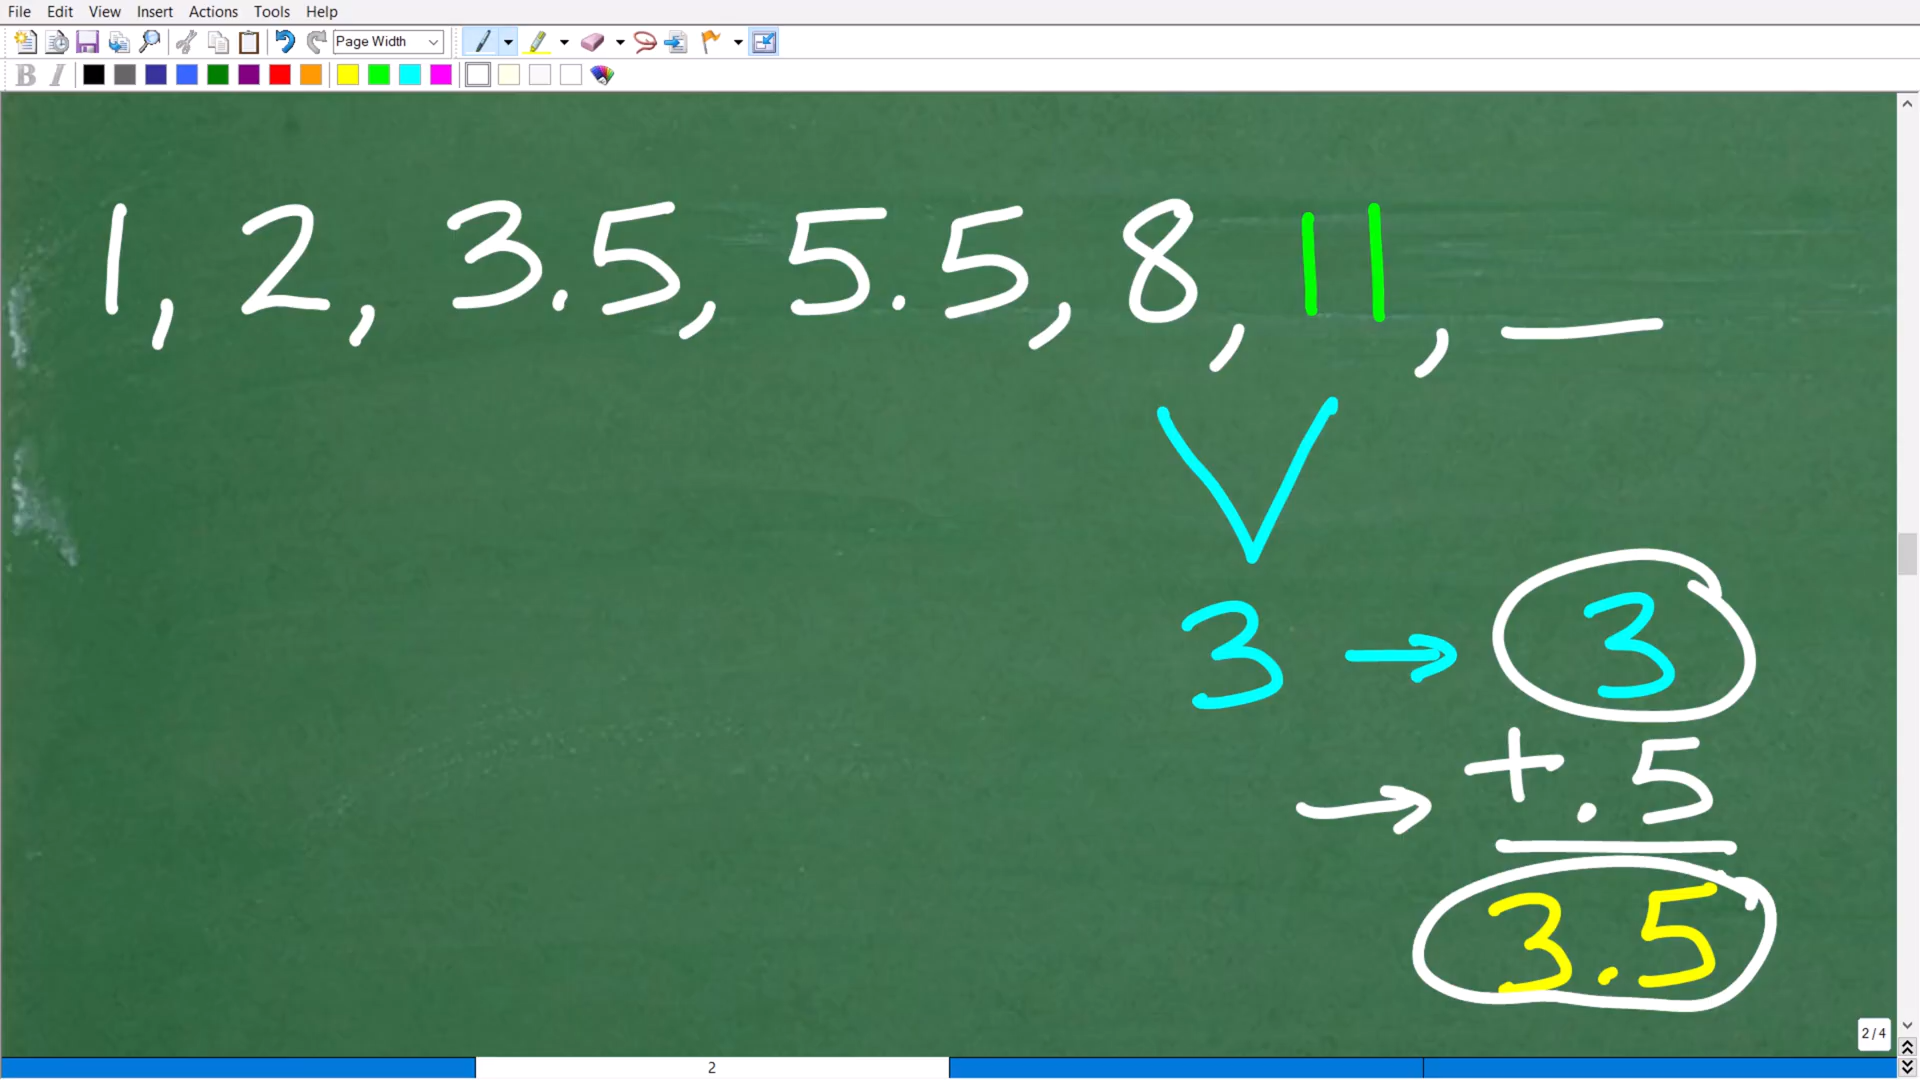 File Edit View Insert Actions Tools Help
Page Width
B I
1, 2, 3.5, 5.5, 8, 11, __
3 → 3
→ + .5
3.5
2 / 4
2